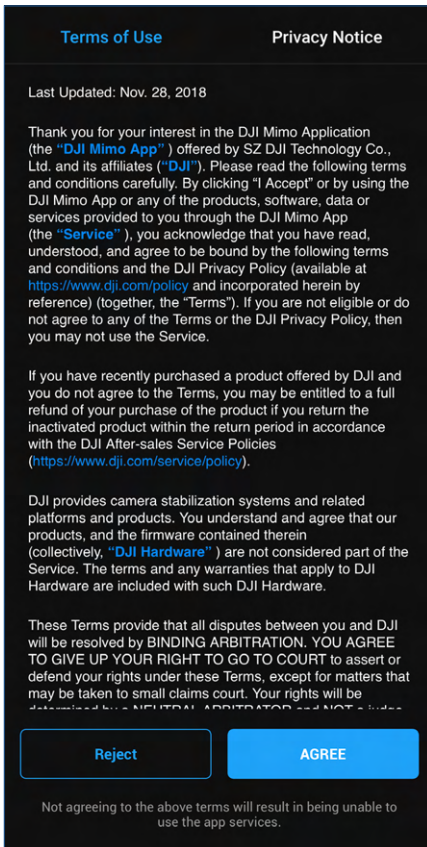 Terms of Use Privacy Notice
Last Updated: Nov. 28, 2018
Thank you for your interest in the DJI Mimo Application
(the “DJI Mimo App” ) offered by SZ DJI Technology Co.,
Ltd. and its affiliates (“DJI”). Please read the following terms
and conditions carefully. By clicking “I Accept” or by using the
DJI Mimo App or any of the products, software, data or
services provided to you through the DJI Mimo App
(the “Service” ), you acknowledge that you have read,
understood, and agree to be bound by the following terms
and conditions and the DJI Privacy Policy (available at
https://www.dji.com/policy and incorporated herein by
reference) (together, the “Terms”). If you are not eligible or do
not agree to any of the Terms or the DJI Privacy Policy, then
you may not use the Service.
If you have recently purchased a product offered by DJI and
you do not agree to the Terms, you may be entitled to a full
refund of your purchase of the product if you return the
inactivated product within the return period in accordance
with the DJI After-sales Service Policies
(https://www.dji.com/service/policy).
DJI provides camera stabilization systems and related
platforms and products. You understand and agree that our
products, and the firmware contained therein
(collectively, “DJI Hardware” ) are not considered part of the
Service. The terms and any warranties that apply to DJI
Hardware are included with such DJI Hardware.
These Terms provide that all disputes between you and DJI
will be resolved by BINDING ARBITRATION. YOU AGREE
TO GIVE UP YOUR RIGHT TO GO TO COURT to assert or
defend your rights under these Terms, except for matters that
may be taken to small claims court. Your rights will be
determined by a NEUTRAL ARBITRATOR and NOT a judge
Reject AGREE
Not agreeing to the above terms will result in being unable to
use the app services.